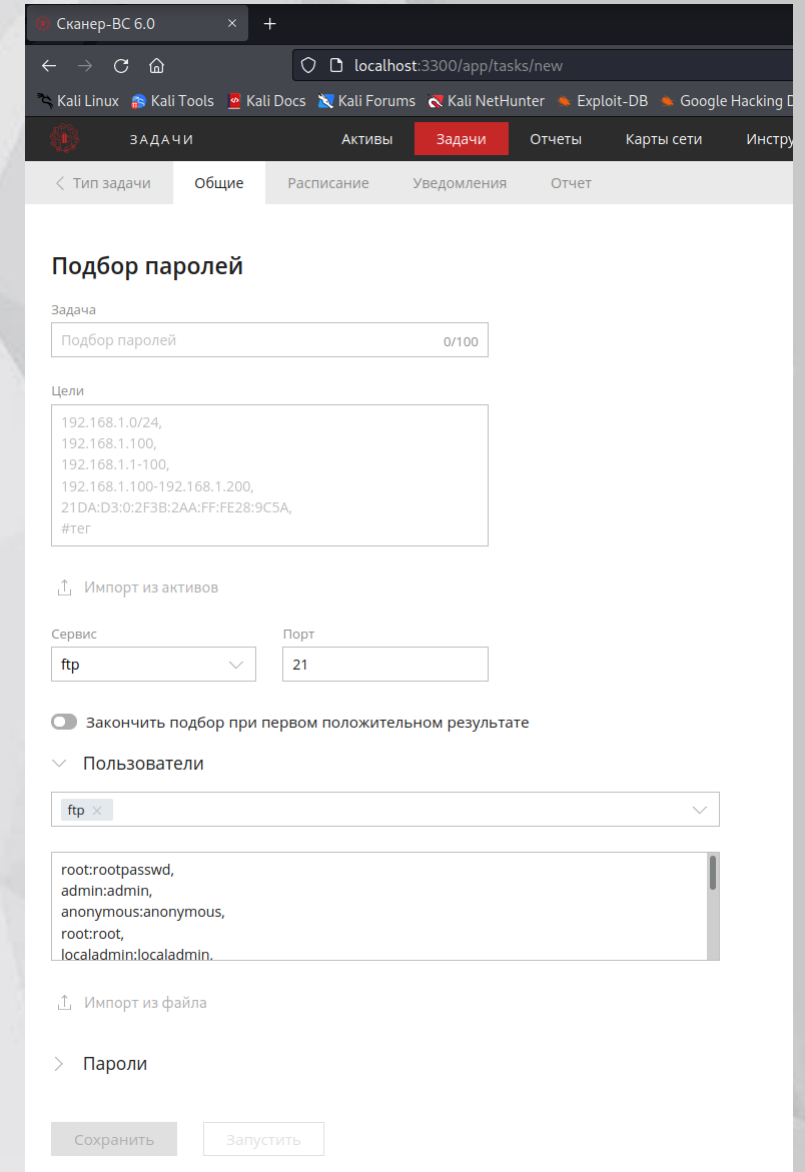 Сканер-ВС 6.0 × +
localhost:3300/app/tasks/new
Kali Linux Kali Tools Kali Docs Kali Forums Kali NetHunter Exploit-DB Google Hacking D
ЗАДАЧИ Активы Задачи Отчеты Карты сети Инстру
Тип задачи Общие Расписание Уведомления Отчет
Подбор паролей
Задача
Подбор паролей 0/100
Цели
192.168.1.0/24,
192.168.1.100,
192.168.1.1-100,
192.168.1.100-192.168.1.200,
21DA:D3:0:2F3B:2AA:FF:FE28:9C5A,
#тег
Импорт из активов
Сервис Порт
ftp 21
Закончить подбор при первом положительном результате
Пользователи
ftp ×
root:rootpasswd,
admin:admin,
anonymous:anonymous,
root:root,
localadmin:localadmin,
Импорт из файла
Пароли
Сохранить Запустить